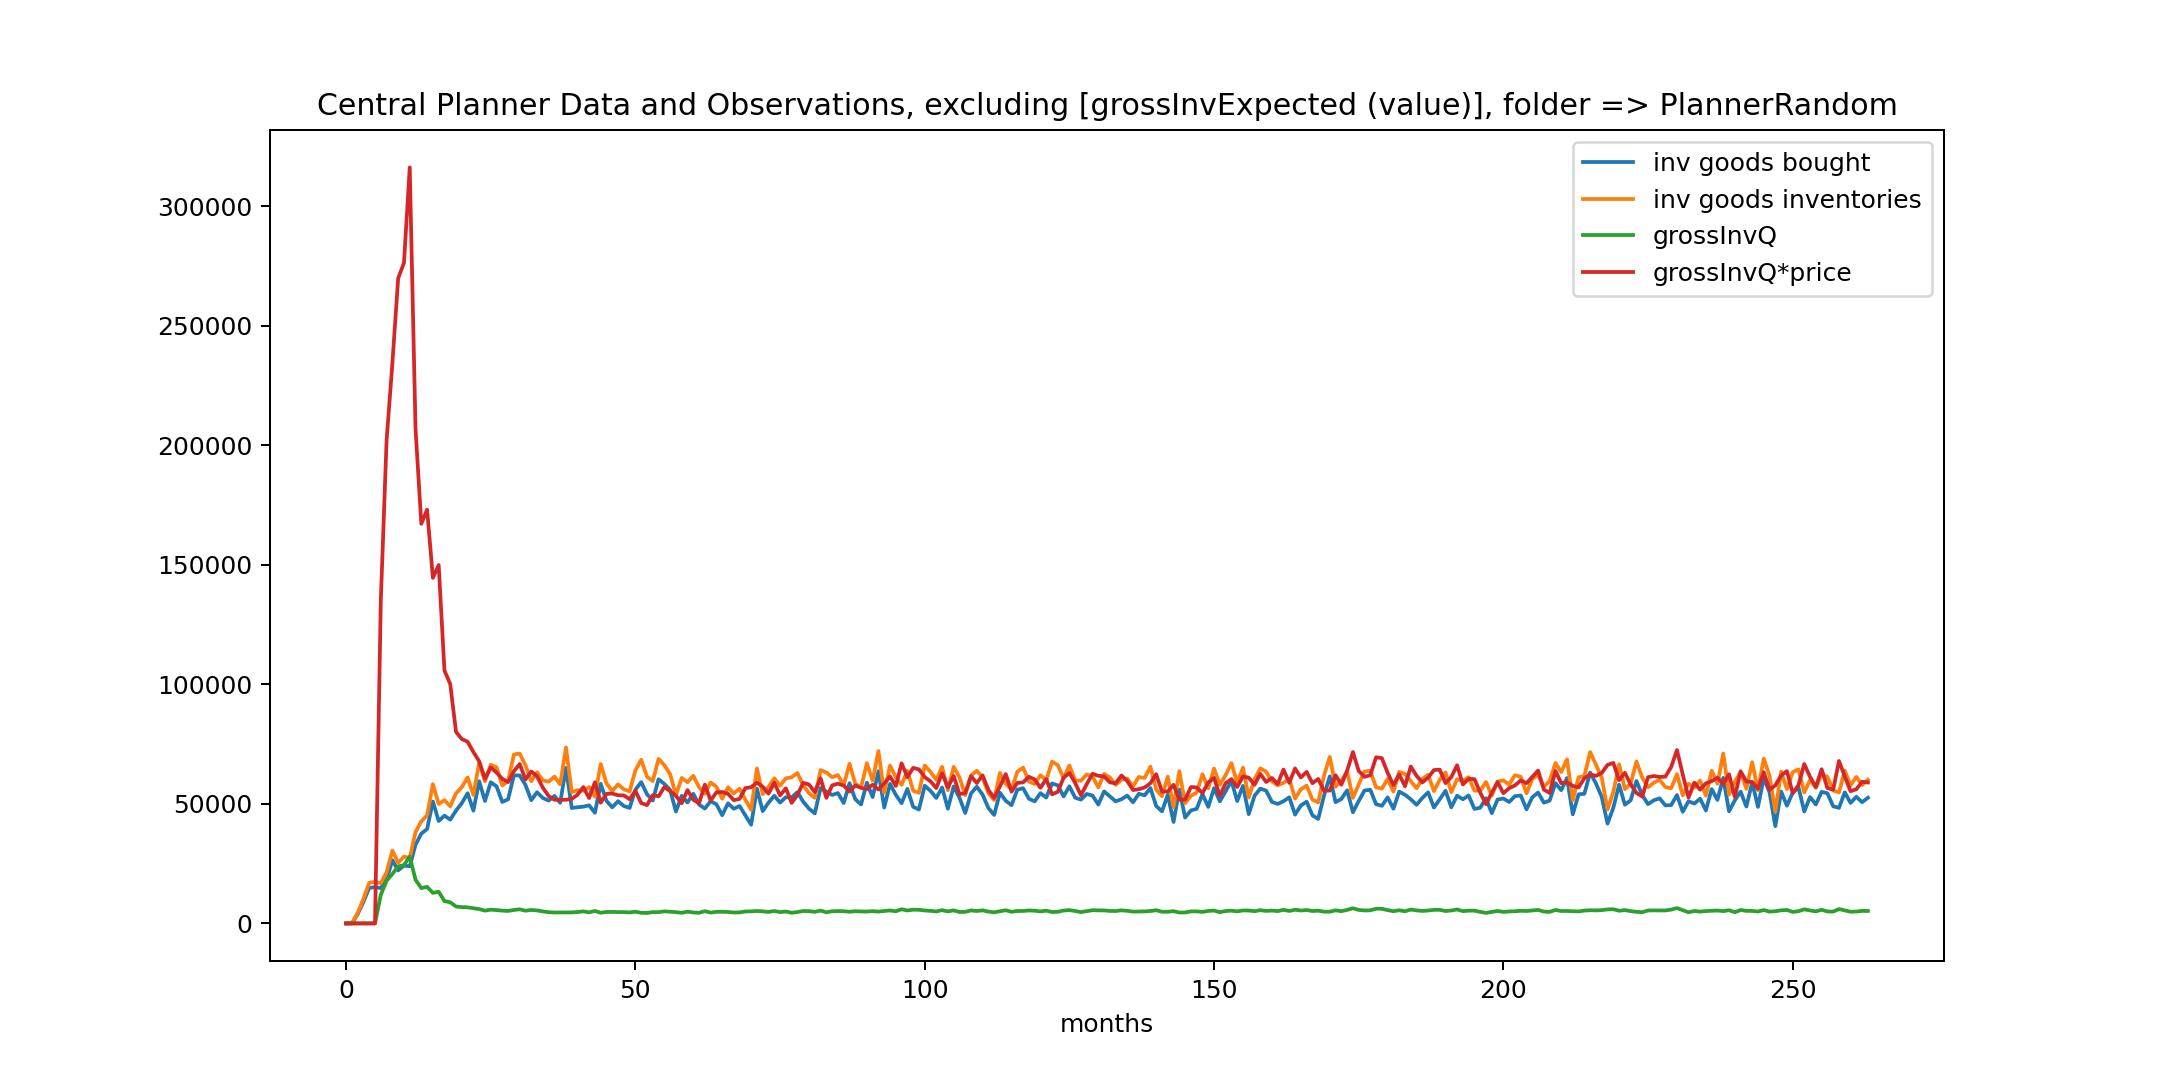 Central Planner Data and Observations, excluding [grossInvExpected (value)], folder => PlannerRandom
inv goods bought
inv goods inventories
grossInvQ
grossInvQ*price
300000
250000
200000
150000
100000
50000
0
0
50
100
150
200
250
months